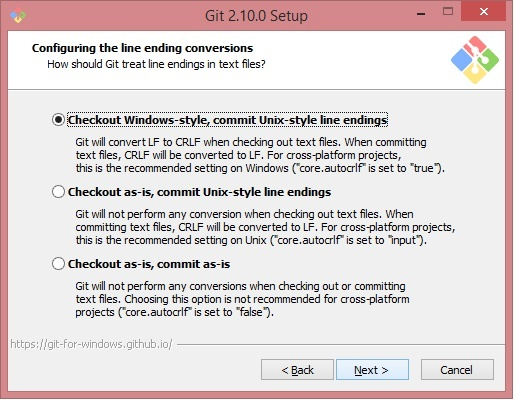 Git 2.10.0 Setup
Configuring the line ending conversions
How should Git treat line endings in text files?
Checkout Windows-style, commit Unix-style line endings
Git will convert LF to CRLF when checking out text files. When committing
text files, CRLF will be converted to LF. For cross-platform projects,
this is the recommended setting on Windows ("core.autocrlf" is set to "true").
Checkout as-is, commit Unix-style line endings
Git will not perform any conversion when checking out text files. When
committing text files, CRLF will be converted to LF. For cross-platform projects,
this is the recommended setting on Unix ("core.autocrlf" is set to "input").
Checkout as-is, commit as-is
Git will not perform any conversions when checking out or committing
text files. Choosing this option is not recommended for cross-platform
projects ("core.autocrlf" is set to "false").
https://git-for-windows.github.io/
< Back
Next >
Cancel